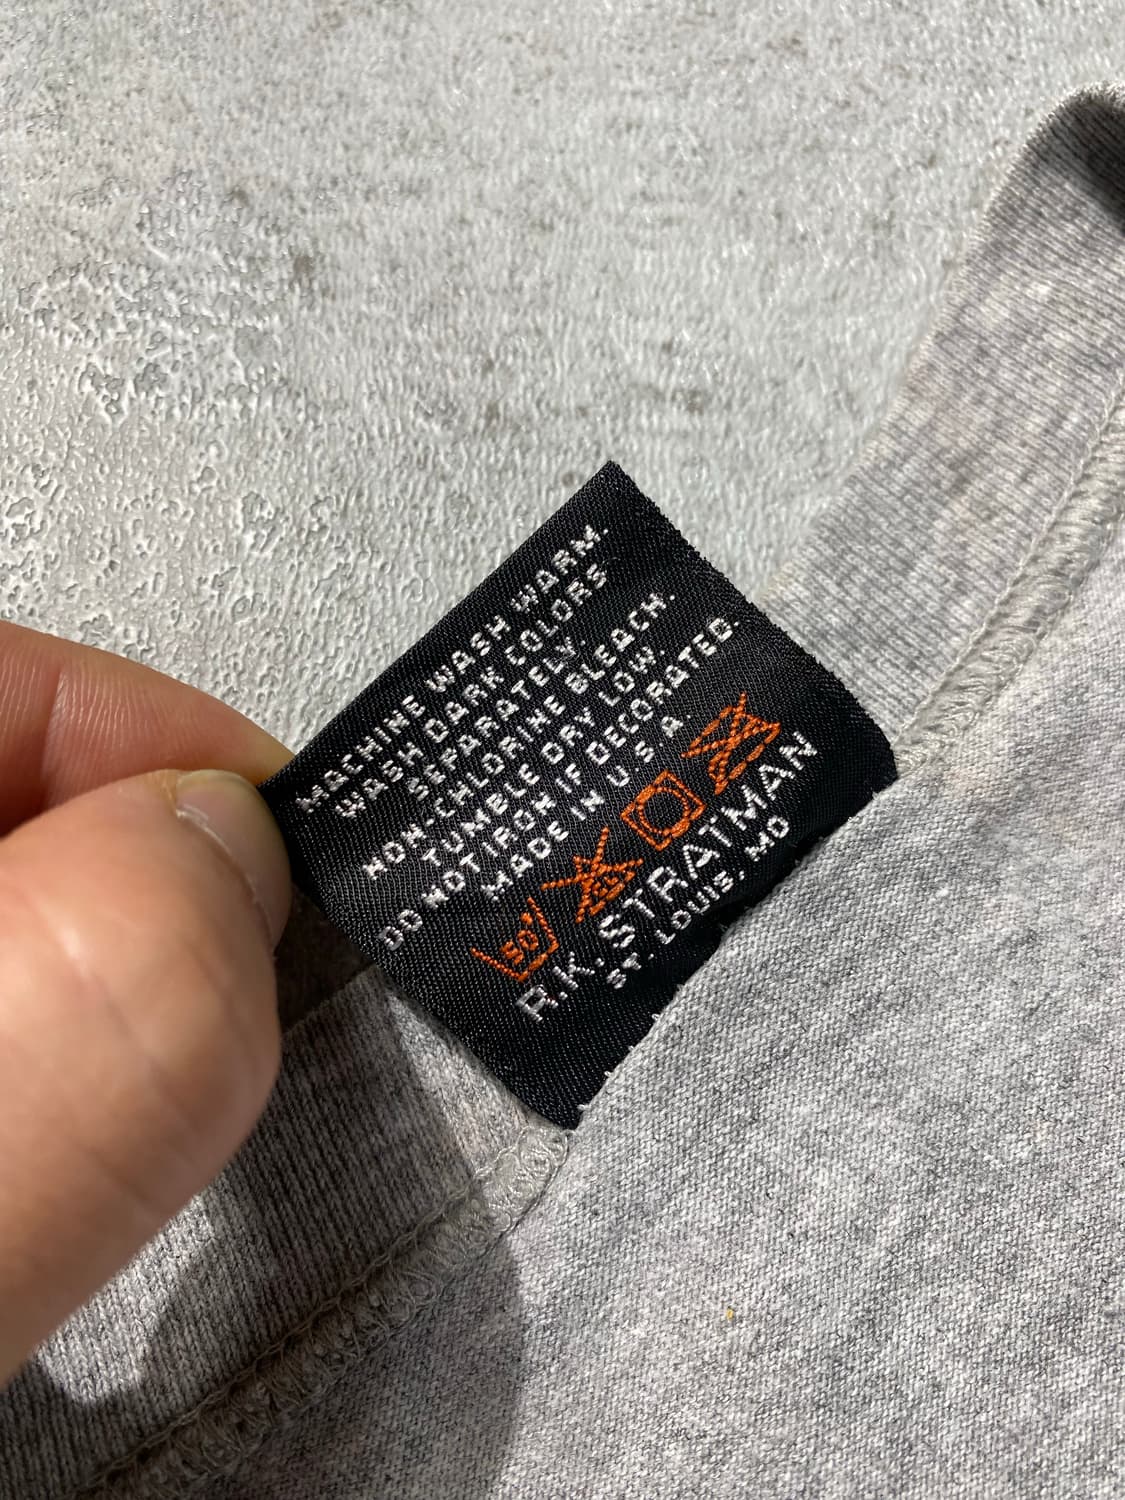 MACHINE WASH WARM.
WASH DARK COLORS
SEPARATELY.
NON-CHLORINE BLEACH.
TUMBLE DRY LOW.
DO NOT IRON IF DECORATED.
MADE IN U.S.A.
50° CL
R.K. STRATMAN
ST. LOUIS, MO